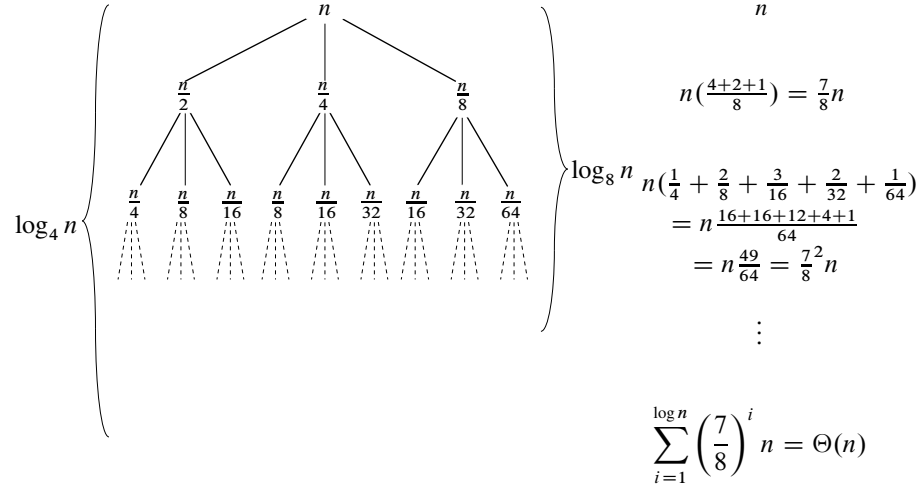 n n
n/2 n/4 n/8 n(4+2+1/8) = 7/8 n
log₄ n log₈ n n(1/4 + 2/8 + 3/16 + 2/32 + 1/64)
n/4 n/8 n/16 n/8 n/16 n/32 n/16 n/32 n/64 = n 16+16+12+4+1/64
= n 49/64 = 7/8² n
⋮
∑_{i=1}^{log n} (7/8)^i n = Θ(n)